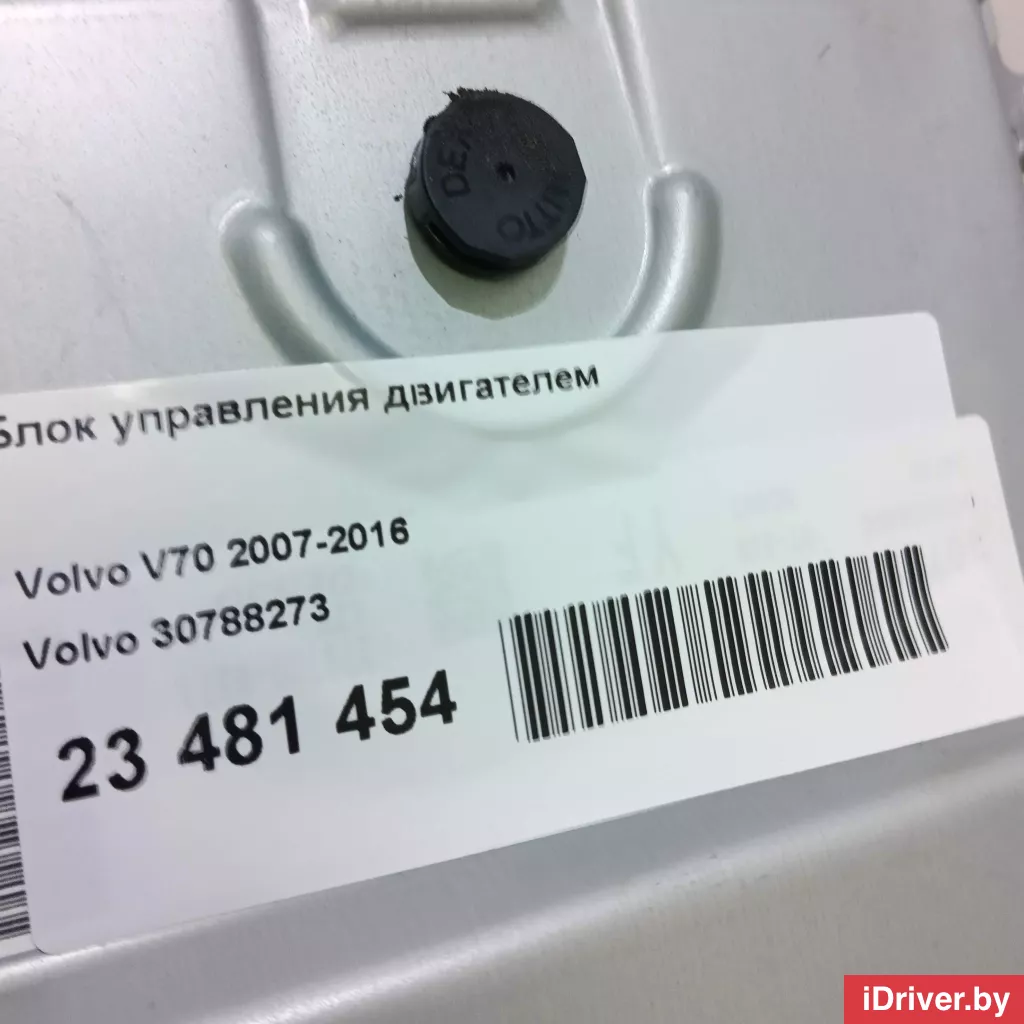 Блок управления двигателем
Volvo V70 2007-2016
Volvo 30788273
23 481 454
iDriver.by